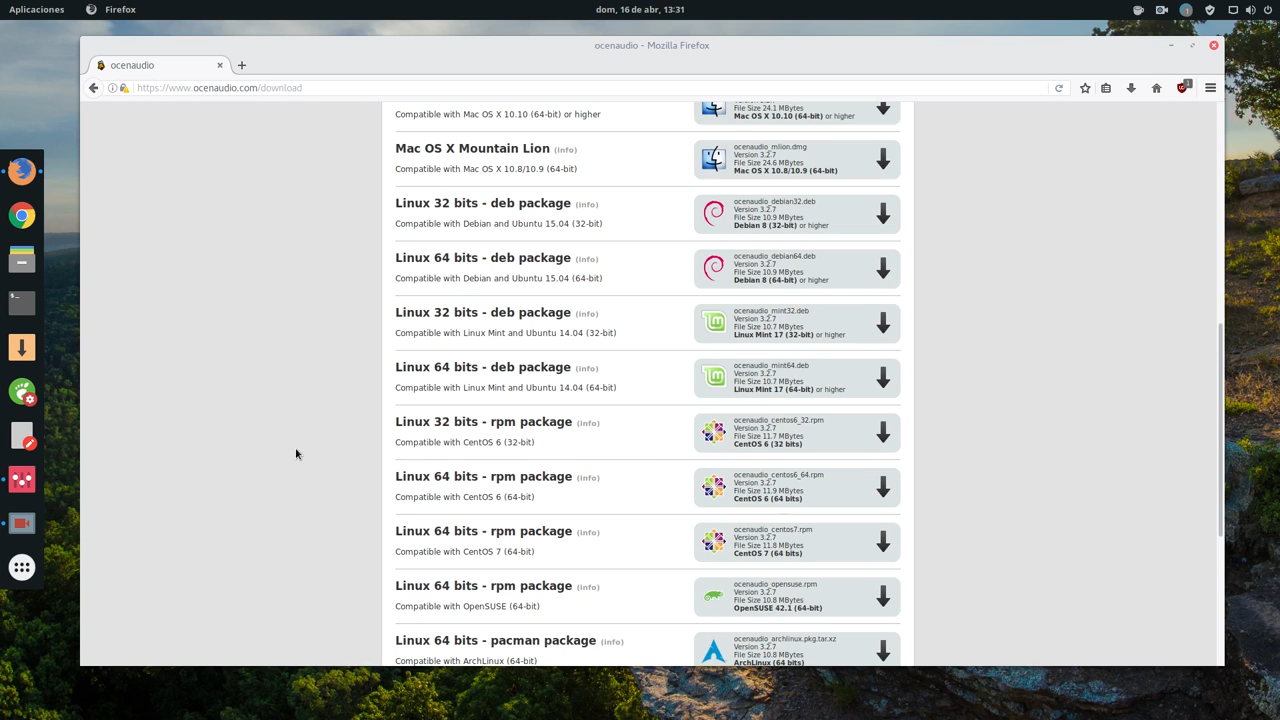 Aplicaciones Firefox dom, 16 de abr, 13:31
ocenaudio - Mozilla Firefox
ocenaudio
https://www.ocenaudio.com/download
Compatible with Mac OS X 10.10 (64-bit) or higher
File Size 24.1 MBytes
Mac OS X 10.10 (64-bit) or higher
Mac OS X Mountain Lion (info)
Compatible with Mac OS X 10.8/10.9 (64-bit)
ocenaudio_mlion.dmg
Version 3.2.7
File Size 24.6 MBytes
Mac OS X 10.8/10.9 (64-bit)
Linux 32 bits - deb package (info)
Compatible with Debian and Ubuntu 15.04 (32-bit)
ocenaudio_debian32.deb
Version 3.2.7
File Size 10.9 MBytes
Debian 8 (32-bit) or higher
Linux 64 bits - deb package (info)
Compatible with Debian and Ubuntu 15.04 (64-bit)
ocenaudio_debian64.deb
Version 3.2.7
File Size 10.9 MBytes
Debian 8 (64-bit) or higher
Linux 32 bits - deb package (info)
Compatible with Linux Mint and Ubuntu 14.04 (32-bit)
ocenaudio_mint32.deb
Version 3.2.7
File Size 10.7 MBytes
Linux Mint 17 (32-bit) or higher
Linux 64 bits - deb package (info)
Compatible with Linux Mint and Ubuntu 14.04 (64-bit)
ocenaudio_mint64.deb
Version 3.2.7
File Size 10.7 MBytes
Linux Mint 17 (64-bit) or higher
Linux 32 bits - rpm package (info)
Compatible with CentOS 6 (32-bit)
ocenaudio_centos6_32.rpm
Version 3.2.7
File Size 11.7 MBytes
CentOS 6 (32 bits)
Linux 64 bits - rpm package (info)
Compatible with CentOS 6 (64-bit)
ocenaudio_centos6_64.rpm
Version 3.2.7
File Size 11.9 MBytes
CentOS 6 (64 bits)
Linux 64 bits - rpm package (info)
Compatible with CentOS 7 (64-bit)
ocenaudio_centos7.rpm
Version 3.2.7
File Size 11.8 MBytes
CentOS 7 (64 bits)
Linux 64 bits - rpm package (info)
Compatible with OpenSUSE (64-bit)
ocenaudio_opensuse.rpm
Version 3.2.7
File Size 10.8 MBytes
OpenSUSE 42.1 (64-bit)
Linux 64 bits - pacman package (info)
Compatible with ArchLinux (64-bit)
ocenaudio_archlinux.pkg.tar.xz
Version 3.2.7
File Size 10.8 MBytes
ArchLinux (64 bits)